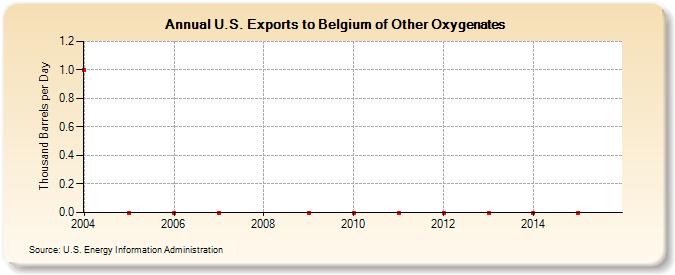 Annual U.S. Exports to Belgium of Other Oxygenates
Thousand Barrels per Day
1.2
1.0
0.8
0.6
0.4
0.2
0.0
2004 2006 2008 2010 2012 2014
Source: U.S. Energy Information Administration